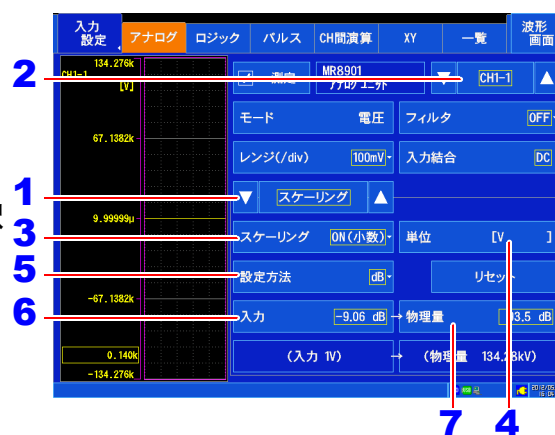 入力
設定
アナログ
ロジック
パルス
CH間演算
XY
一覧
波形
画面
134.276k
CH1-1
[V]
測定
MR8901
アナログ ユニット
CH1-1
2
モード 電圧
フィルタ OFF
67.1382k
レンジ(/div) 100mV
入力結合 DC
1
スケーリング
9.99999μ
3
スケーリング ON(小数)
単位 [V ]
5
設定方法 dB
リセット
-67.1382k
6
入力 -9.06 dB
→ 物理量 dB
0.140k
(入力 1V)
→ (物理量 134.28kV)
-134.276k
7
4